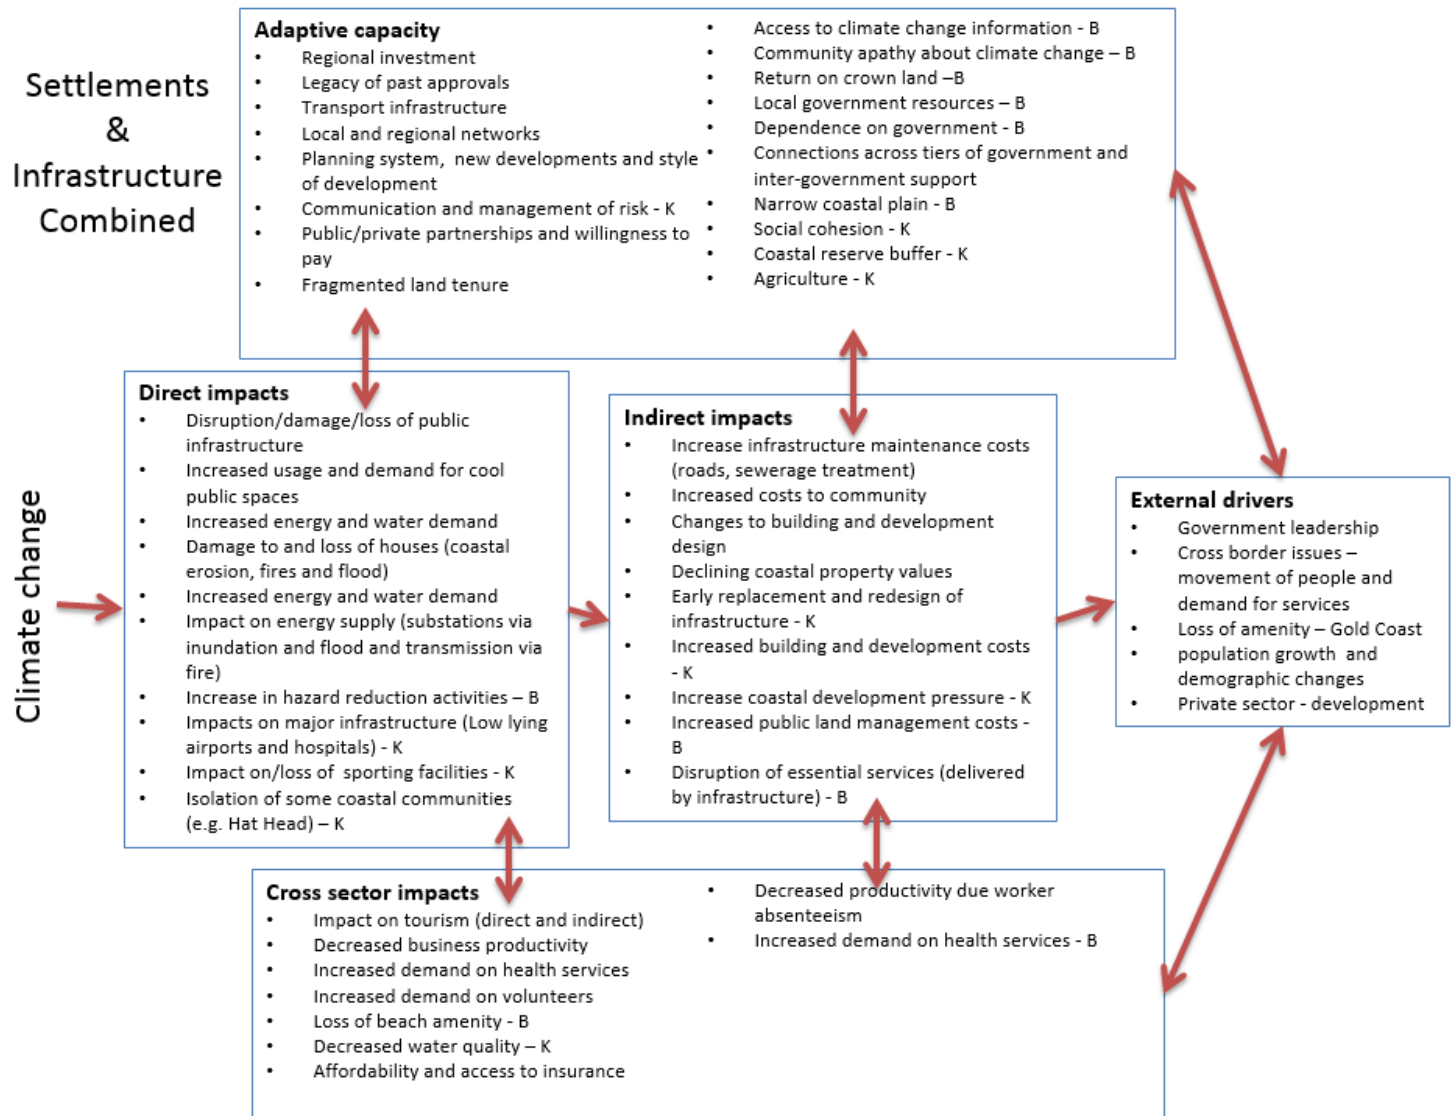 Settlements
&
Infrastructure
Combined
Adaptive capacity
• Regional investment
• Legacy of past approvals
• Transport infrastructure
• Local and regional networks
• Planning system, new developments and style
of development
• Communication and management of risk - K
• Public/private partnerships and willingness to
pay
• Fragmented land tenure
• Access to climate change information - B
• Community apathy about climate change – B
• Return on crown land –B
• Local government resources – B
• Dependence on government - B
• Connections across tiers of government and
inter-government support
• Narrow coastal plain - B
• Social cohesion - K
• Coastal reserve buffer - K
• Agriculture - K
Climate change
Direct impacts
• Disruption/damage/loss of public
infrastructure
• Increased usage and demand for cool
public spaces
• Increased energy and water demand
• Damage to and loss of houses (coastal
erosion, fires and flood)
• Increased energy and water demand
• Impact on energy supply (substations via
inundation and flood and transmission via
fire)
• Increase in hazard reduction activities – B
• Impacts on major infrastructure (Low lying
airports and hospitals) - K
• Impact on/loss of sporting facilities - K
• Isolation of some coastal communities
(e.g. Hat Head) – K
Indirect impacts
• Increase infrastructure maintenance costs
(roads, sewerage treatment)
• Increased costs to community
• Changes to building and development
design
• Declining coastal property values
• Early replacement and redesign of
infrastructure - K
• Increased building and development costs
- K
• Increase coastal development pressure - K
• Increased public land management costs -
B
• Disruption of essential services (delivered
by infrastructure) - B
External drivers
• Government leadership
• Cross border issues –
movement of people and
demand for services
• Loss of amenity – Gold Coast
• population growth and
demographic changes
• Private sector - development
Cross sector impacts
• Impact on tourism (direct and indirect)
• Decreased business productivity
• Increased demand on health services
• Increased demand on volunteers
• Loss of beach amenity - B
• Decreased water quality – K
• Affordability and access to insurance
• Decreased productivity due worker
absenteeism
• Increased demand on health services - B